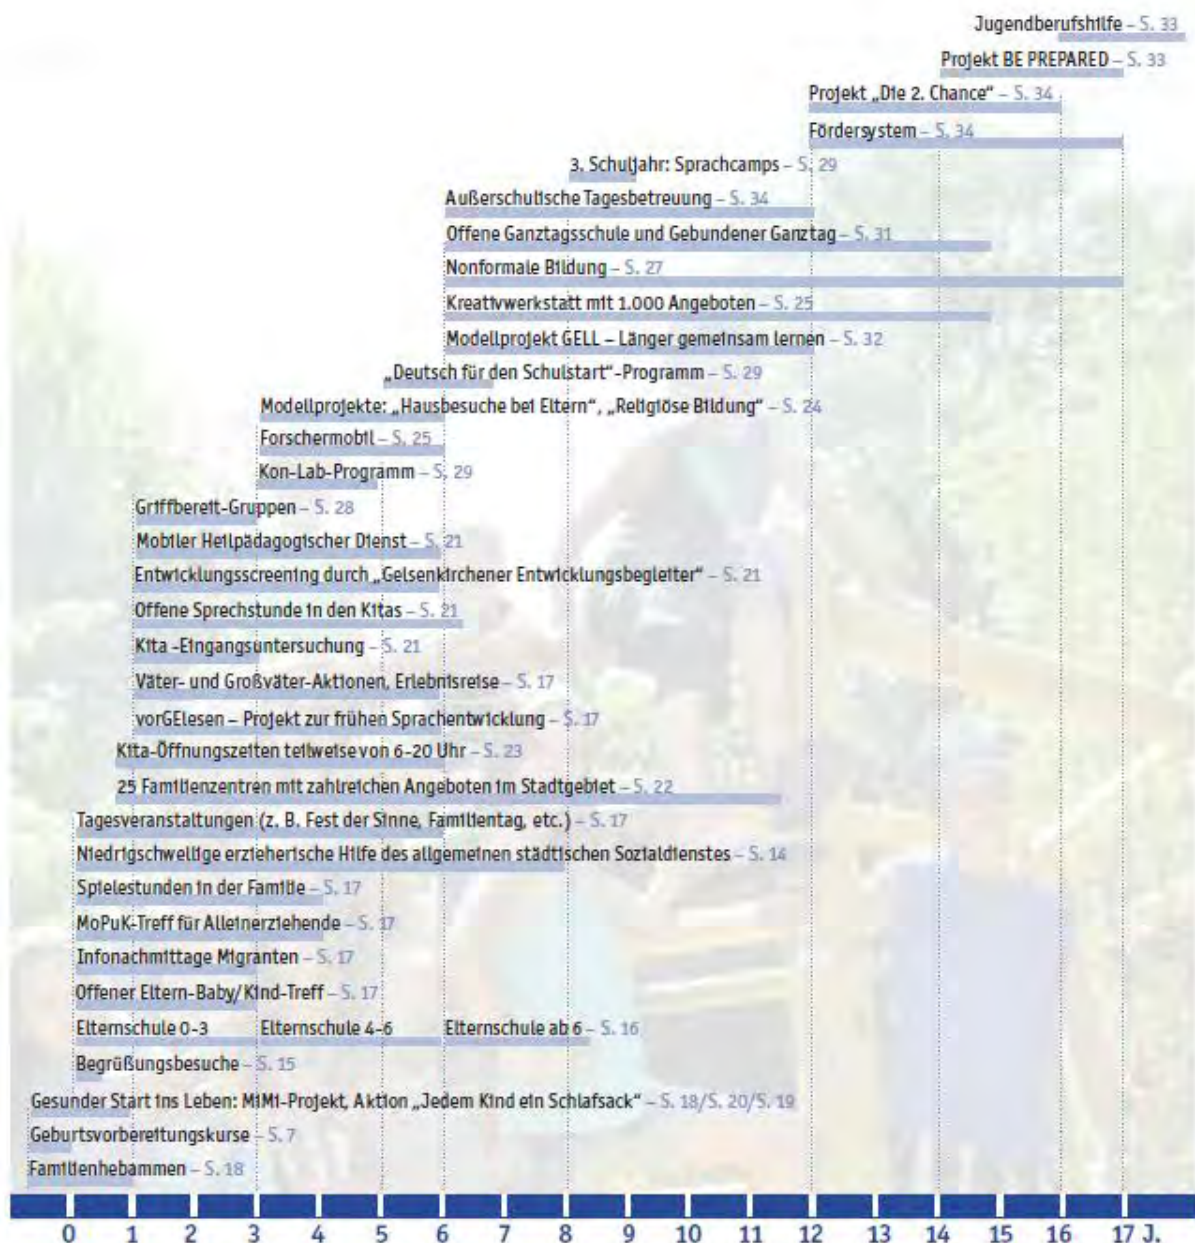 Jugendberufshilfe – S. 33
Projekt BE PREPARED – S. 33
Projekt „Die 2. Chance“ – S. 34
Fördersystem – S. 34
3. Schuljahr: Sprachcamps – S. 29
Außerschulische Tagesbetreuung – S. 34
Offene Ganztagsschule und Gebundener Ganztag – S. 31
Nonformale Bildung – S. 27
Kreativwerkstatt mit 1.000 Angeboten – S. 25
Modellprojekt GELL – Länger gemeinsam lernen – S. 32
„Deutsch für den Schulstart“-Programm – S. 29
Modellprojekte: „Hausbesuche bei Eltern“, „Religiöse Bildung“ – S. 24
Forschermobil – S. 25
Kon-Lab-Programm – S. 29
Griffbereit-Gruppen – S. 28
Mobiler Heilpädagogischer Dienst – S. 21
Entwicklungsscreening durch „Gelsenkirchener Entwicklungsbegleiter“ – S. 21
Offene Sprechstunde in den Kitas – S. 21
Kita -Eingangsuntersuchung – S. 21
Väter- und Großväter-Aktionen, Erlebnisreise – S. 17
vorGElesen – Projekt zur frühen Sprachentwicklung – S. 17
Kita-Öffnungszeiten teilweise von 6-20 Uhr – S. 23
25 Familienzentren mit zahlreichen Angeboten im Stadtgebiet – S. 22
Tagesveranstaltungen (z. B. Fest der Sinne, Familientag, etc.) – S. 17
Niedrigschwellige erzieherische Hilfe des allgemeinen städtischen Sozialdienstes – S. 14
Spielestunden in der Familie – S. 17
MoPuK-Treff für Alleinerziehende – S. 17
Infonachmittage Migranten – S. 17
Offener Eltern-Baby/Kind-Treff – S. 17
Elternschule 0-3 Elternschule 4-6 Elternschule ab 6 – S. 16
Begrüßungsbesuche – S. 15
Gesunder Start ins Leben: MiMi-Projekt, Aktion „Jedem Kind ein Schlafsack“ – S. 18/S. 20/S. 19
Geburtsvorbereitungskurse – S. 7
Familienhebammen – S. 18
0 1 2 3 4 5 6 7 8 9 10 11 12 13 14 15 16 17 J.